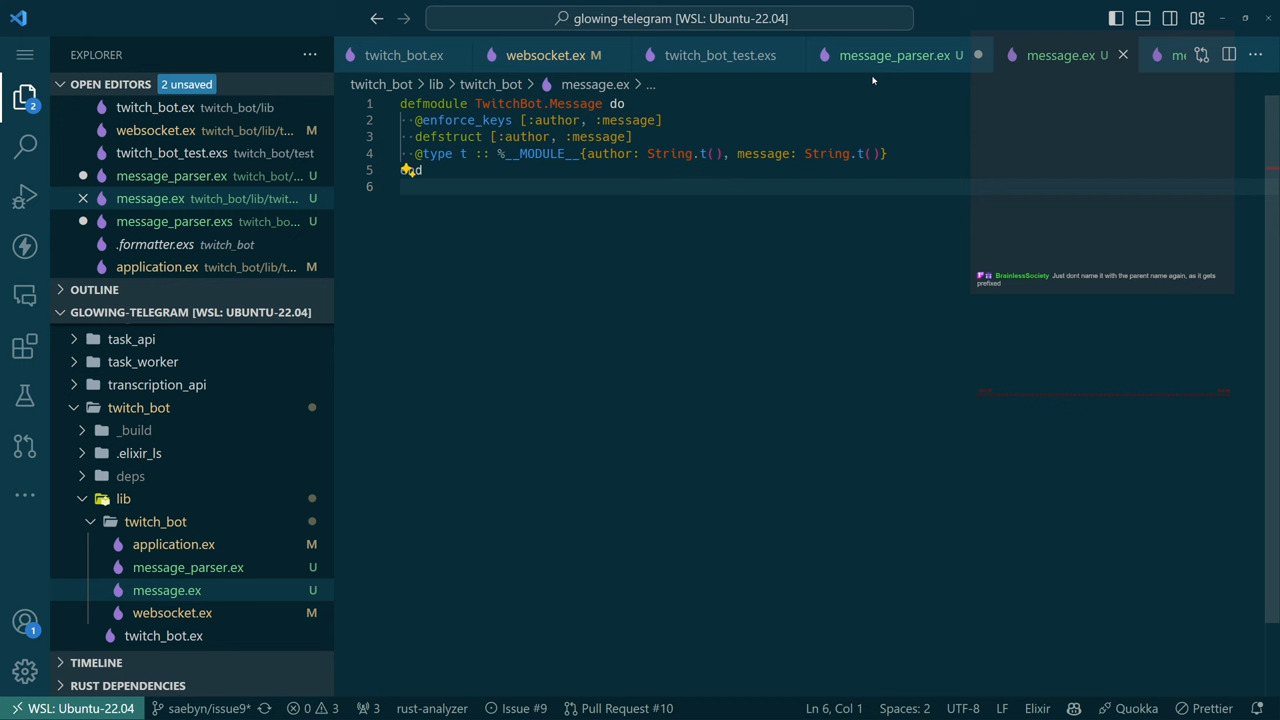 glowing-telegram [WSL: Ubuntu-22.04]
EXPLORER
twitch_bot.ex
websocket.ex M
twitch_bot_test.exs
message_parser.ex U
message.ex U
OPEN EDITORS 2 unsaved
twitch_bot > lib > twitch_bot > message.ex > ...
twitch_bot.ex twitch_bot/lib
websocket.ex twitch_bot/lib/t... M
twitch_bot_test.exs twitch_bot/test
message_parser.ex twitch_bot/... U
message.ex twitch_bot/lib/twit... U
message_parser.exs twitch_bo... U
.formatter.exs twitch_bot
application.ex twitch_bot/lib/t... M
OUTLINE
GLOWING-TELEGRAM [WSL: UBUNTU-22.04]
task_api
task_worker
transcription_api
twitch_bot
_build
.elixir_ls
deps
lib
twitch_bot
application.ex M
message_parser.ex U
message.ex U
websocket.ex M
twitch_bot.ex
TIMELINE
RUST DEPENDENCIES
2
1
1 defmodule TwitchBot.Message do
2 @enforce_keys [:author, :message]
3 defstruct [:author, :message]
4 @type t :: %__MODULE__{author: String.t(), message: String.t()}
5 end
6
BrainlessSociety Just dont name it with the parent name again, as it gets
prefixed
WSL: Ubuntu-22.04 saebyn/issue9* 0 3 3 rust-analyzer Issue #9 Pull Request #10 Ln 6, Col 1 Spaces: 2 UTF-8 LF Elixir Quokka Prettier